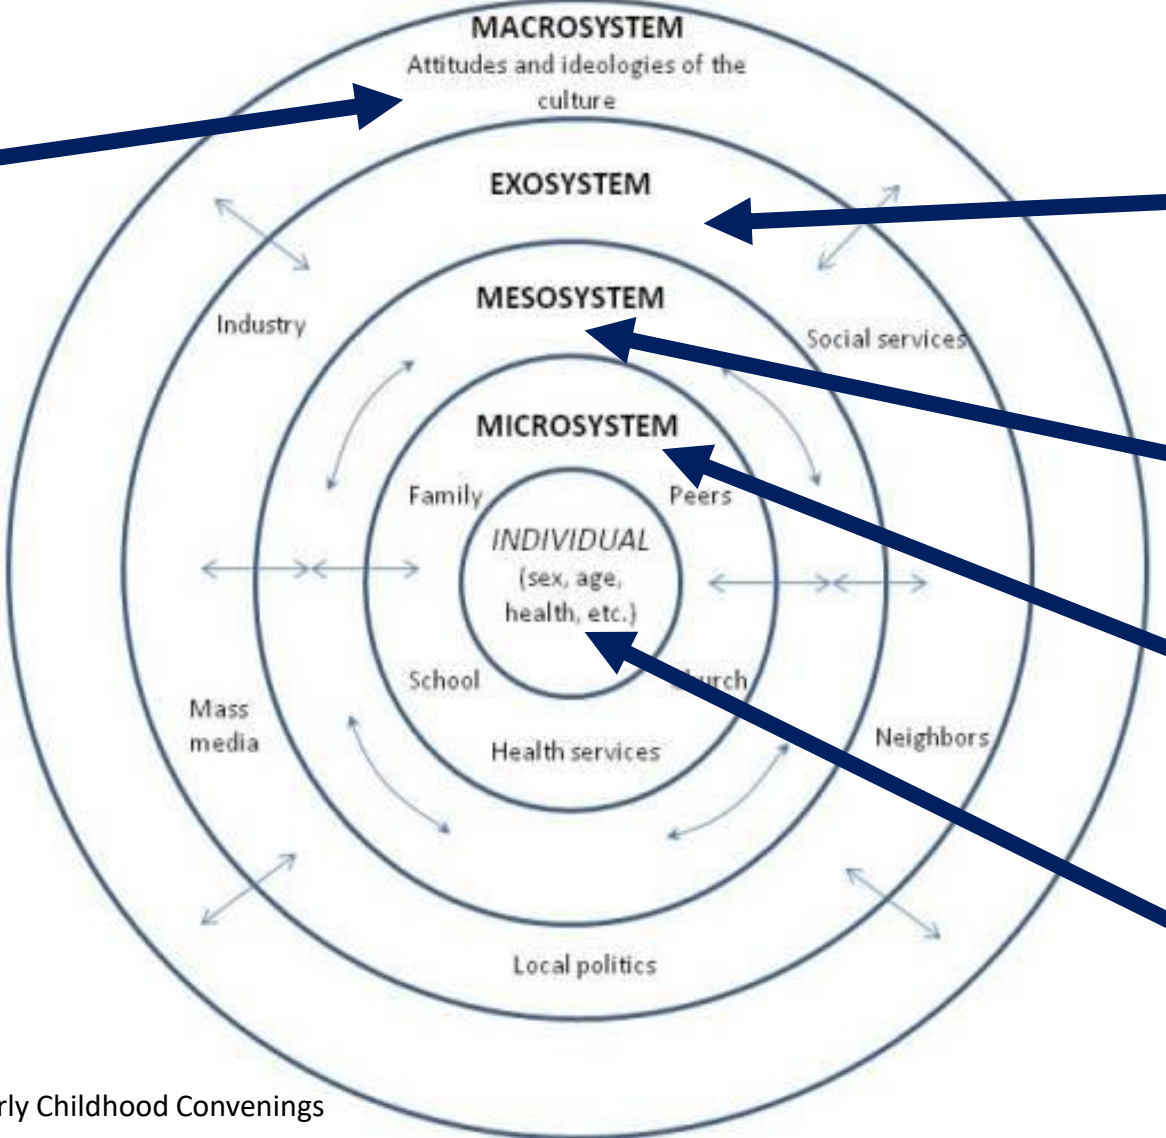 MACROSYSTEM
Attitudes and ideologies of the
culture
EXOSYSTEM
MESOSYSTEM
Industry
Social services
MICROSYSTEM
Family
Peers
INDIVIDUAL
(sex, age,
health, etc.)
School
Church
Mass
media
Neighbors
Health services
Local politics
rly Childhood Convenings